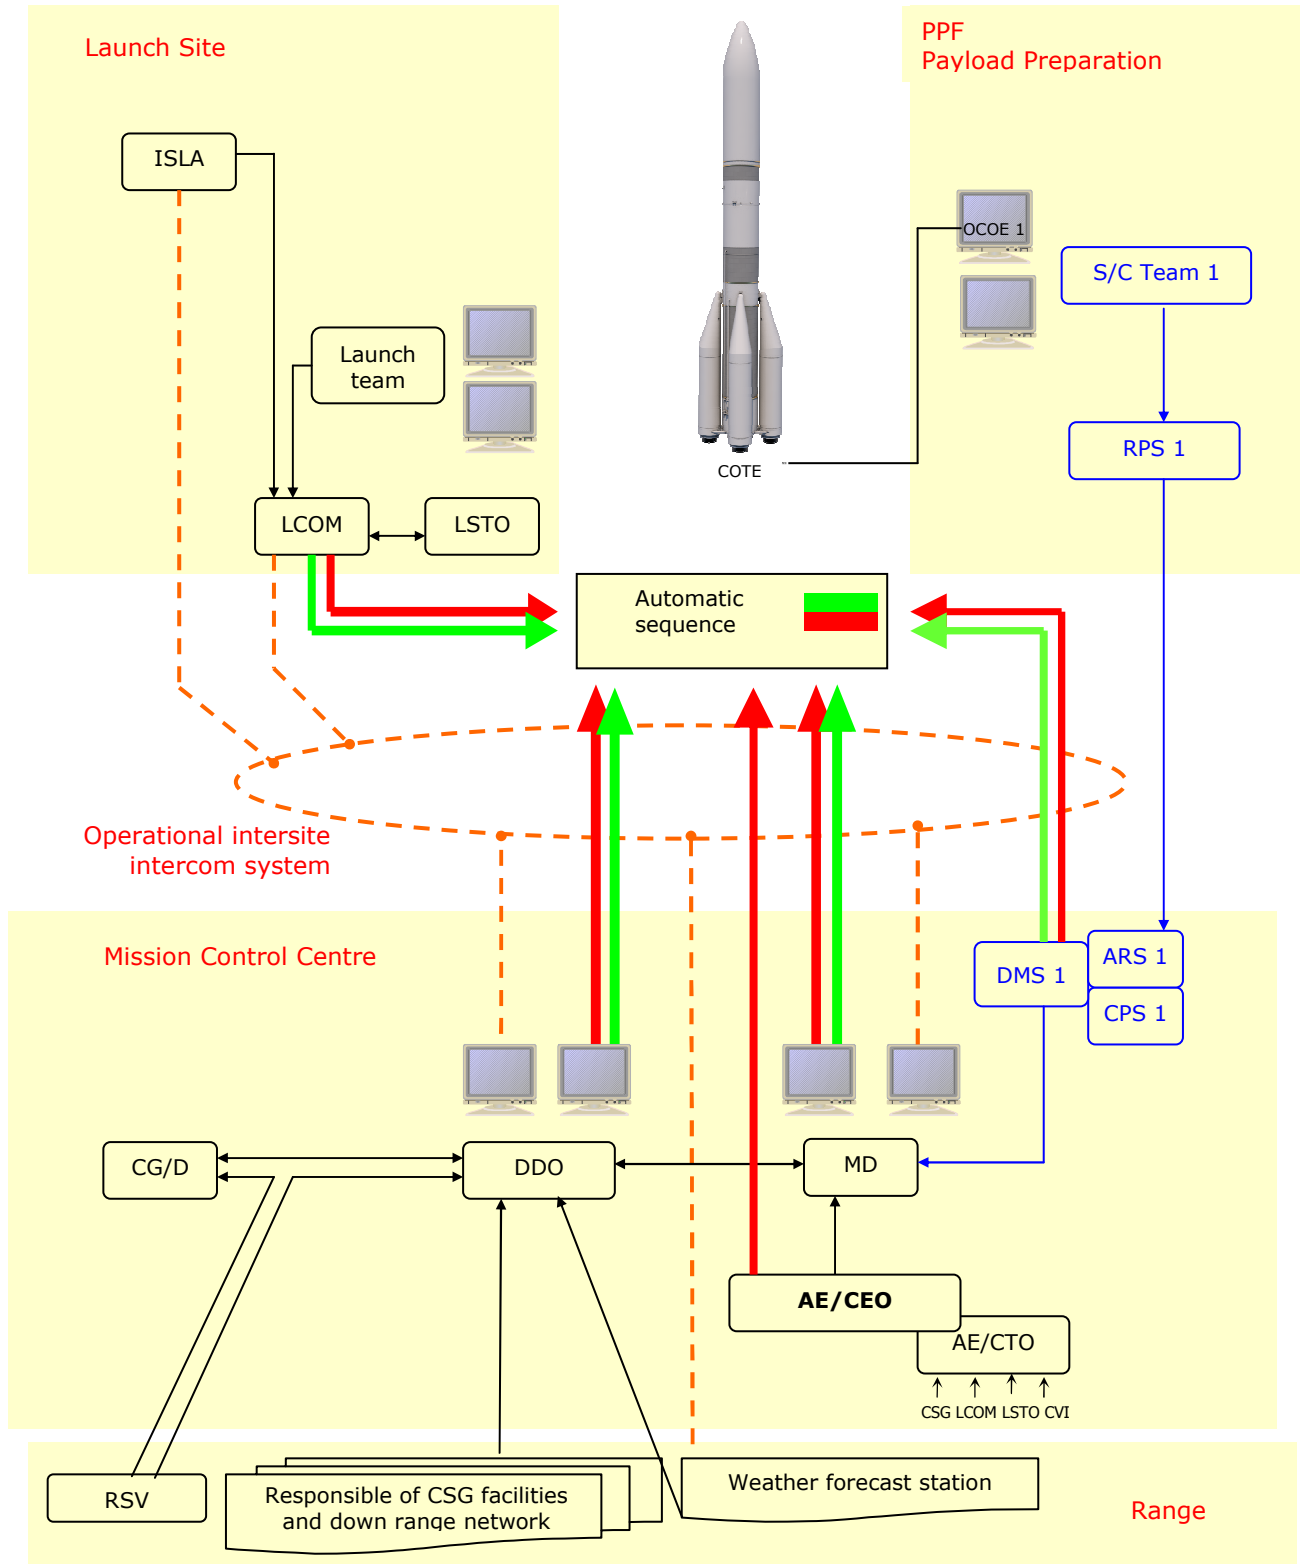 Launch Site
PPF
Payload Preparation
ISLA
OCOE 1
S/C Team 1
Launch
team
RPS 1
COTE
LCOM
LSTO
Automatic
sequence
Operational intersite
intercom system
Mission Control Centre
ARS 1
DMS 1
CPS 1
CG/D
DDO
MD
AE/CEO
AE/CTO
CSG LCOM LSTO CVI
RSV
Responsible of CSG facilities
and down range network
Weather forecast station
Range